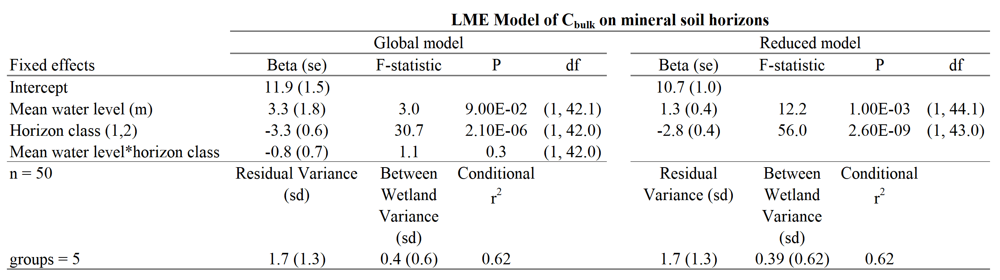 LME Model of Cbulk on mineral soil horizons
Global model Reduced model
Fixed effects Beta (se) F-statistic P df Beta (se) F-statistic P df
Intercept 11.9 (1.5) 10.7 (1.0)
Mean water level (m) 3.3 (1.8) 3.0 9.00E-02 (1, 42.1) 1.3 (0.4) 12.2 1.00E-03 (1, 44.1)
Horizon class (1,2) -3.3 (0.6) 30.7 2.10E-06 (1, 42.0) -2.8 (0.4) 56.0 2.60E-09 (1, 43.0)
Mean water level*horizon class -0.8 (0.7) 1.1 0.3 (1, 42.0)
n = 50 Residual Variance Between Conditional Residual Between Conditional
(sd) Wetland r2 Variance (sd) Wetland r2
Variance Variance
(sd) (sd)
groups = 5 1.7 (1.3) 0.4 (0.6) 0.62 1.7 (1.3) 0.39 (0.62) 0.62